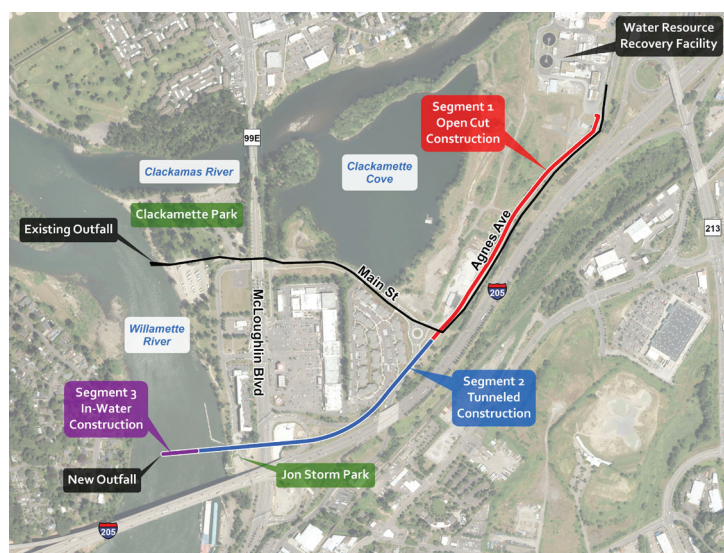 Water Resource
Recovery Facility
Segment 1
Open Cut
Construction
99E
Clackamette
Cove
Clackamas River
Clackamette Park
Existing Outfall
Agnes Ave
213
205
Main St
McLoughlin Blvd
Willamette
River
Segment 2
Tunneled
Construction
Segment 3
In-Water
Construction
New Outfall
Jon Storm Park
205